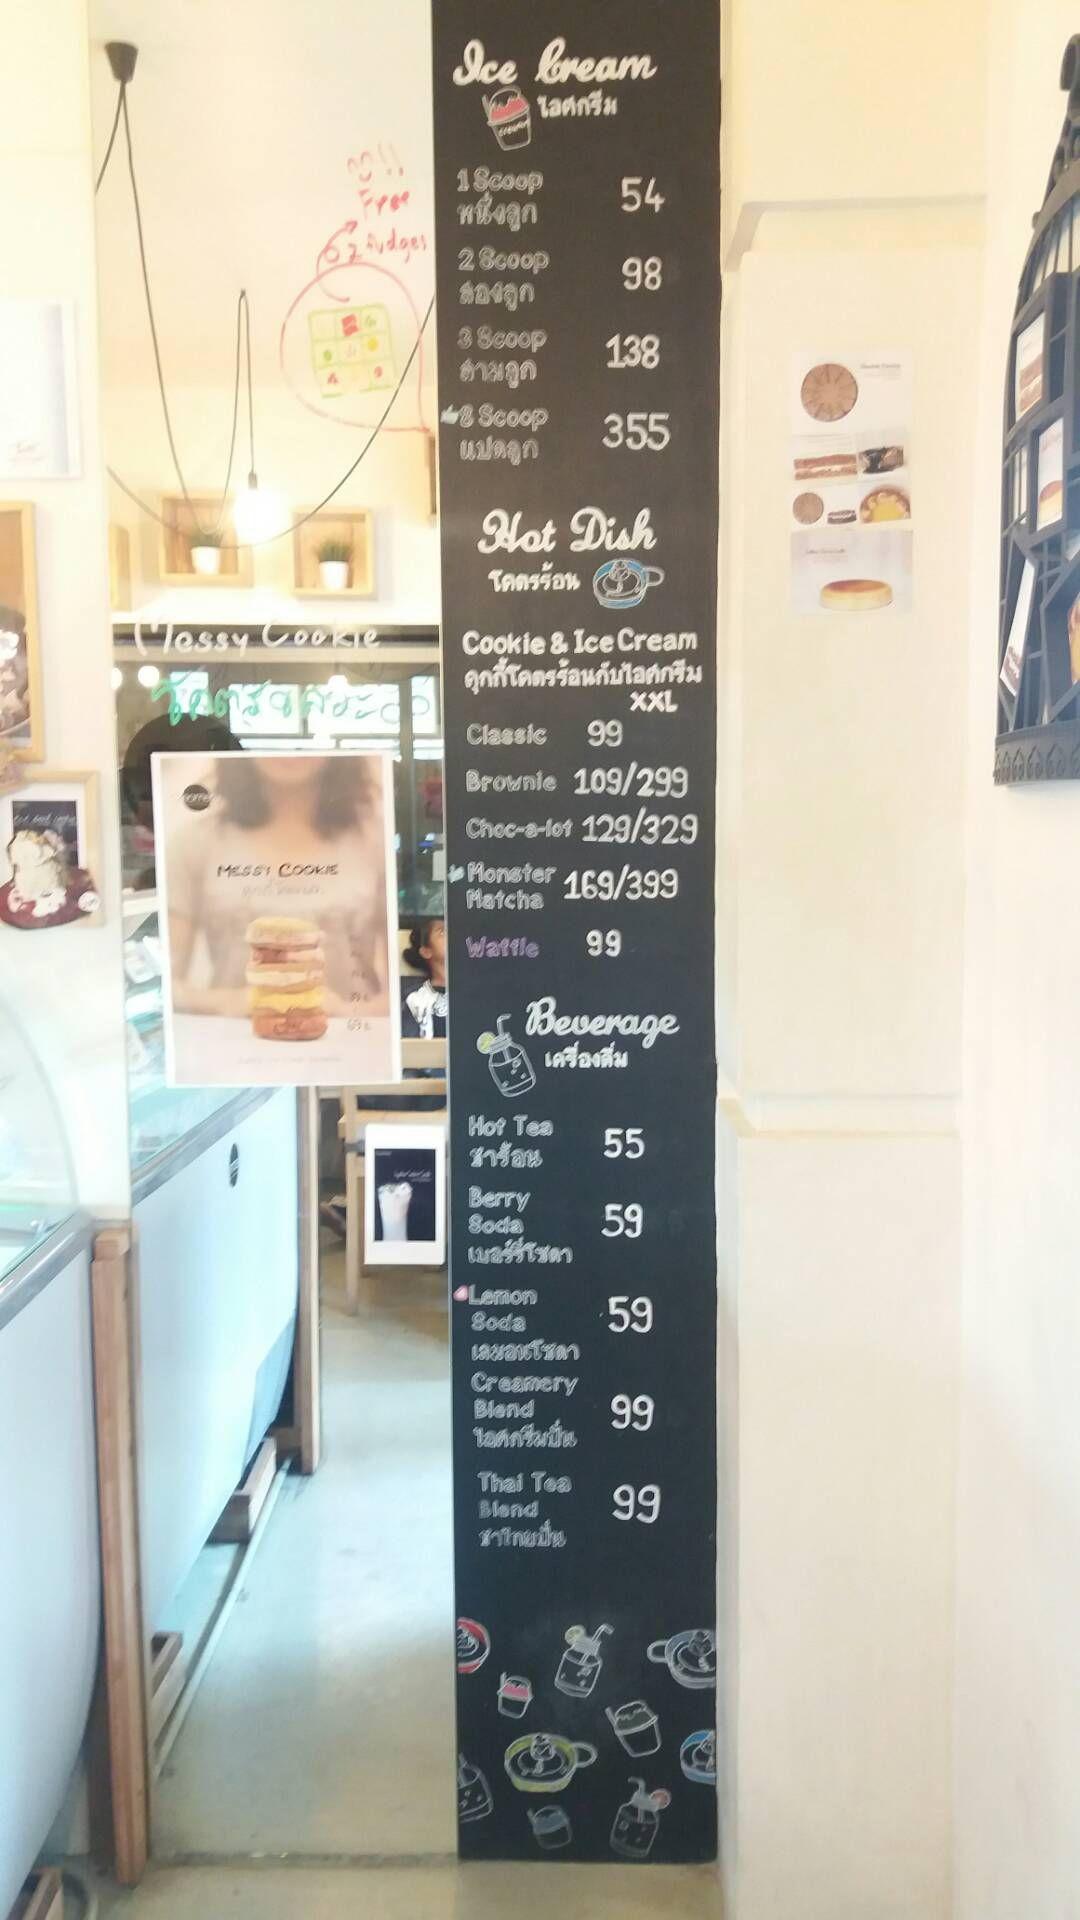 Ice Cream
ไอศกรีม
1 Scoop 54
หนึ่งลูก
2 Scoop 98
สองลูก
3 Scoop 138
สามลูก
8 Scoop 355
แปดลูก
Hot Dish
โคตรร้อน
Cookie & Ice Cream
คุกกี้โคตรร้อนกับไอศกรีม
XXL
Classic 99
Brownie 109/299
Choc-a-lot 129/329
Monster
Matcha 169/399
Waffle 99
Beverage
เครื่องดื่ม
Hot Tea 55
ชาร้อน
Berry
Soda 59
เบอร์รี่โซดา
Lemon
Soda 59
เลมอนโซดา
Creamery
Blend 99
ไอศกรีมปั่น
Thai Tea
Blend 99
ชาไทยปั่น
Free
2 fudges
Messy Cookie
MESSY COOKIE